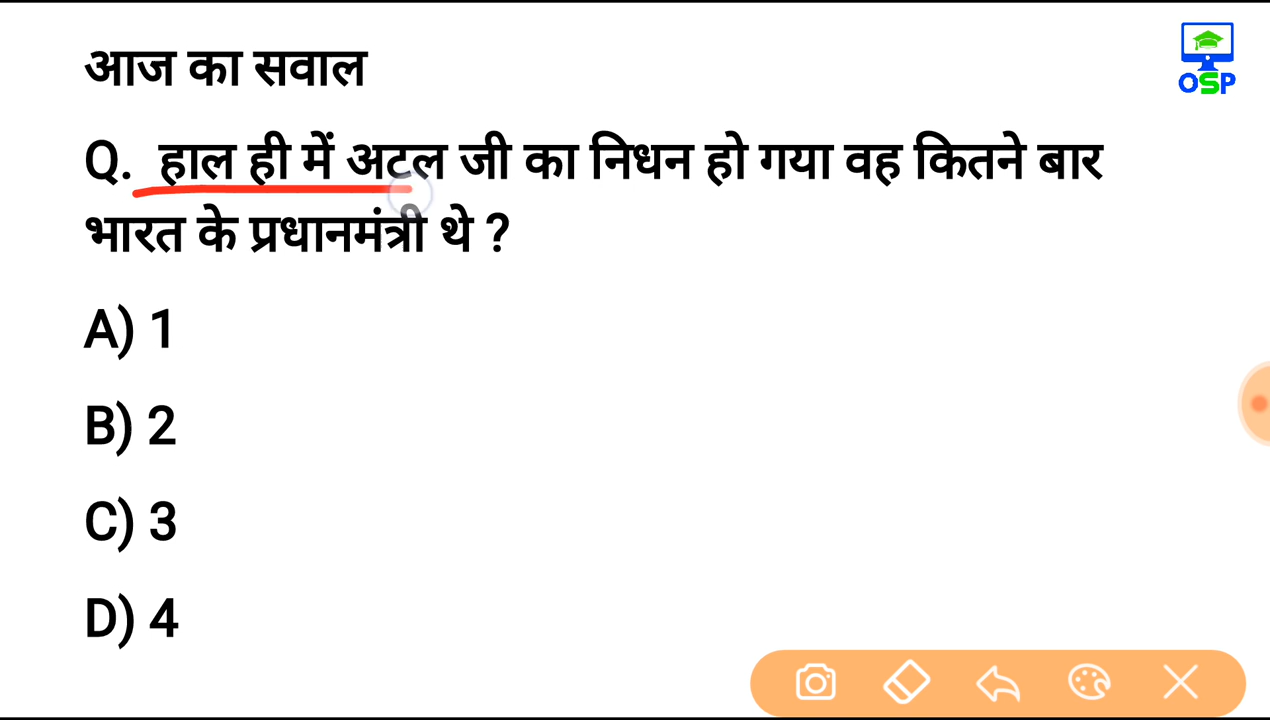 आज का सवाल
OSP
Q. हाल ही में अटल जी का निधन हो गया वह कितने बार
भारत के प्रधानमंत्री थे ?
A) 1
B) 2
C) 3
D) 4